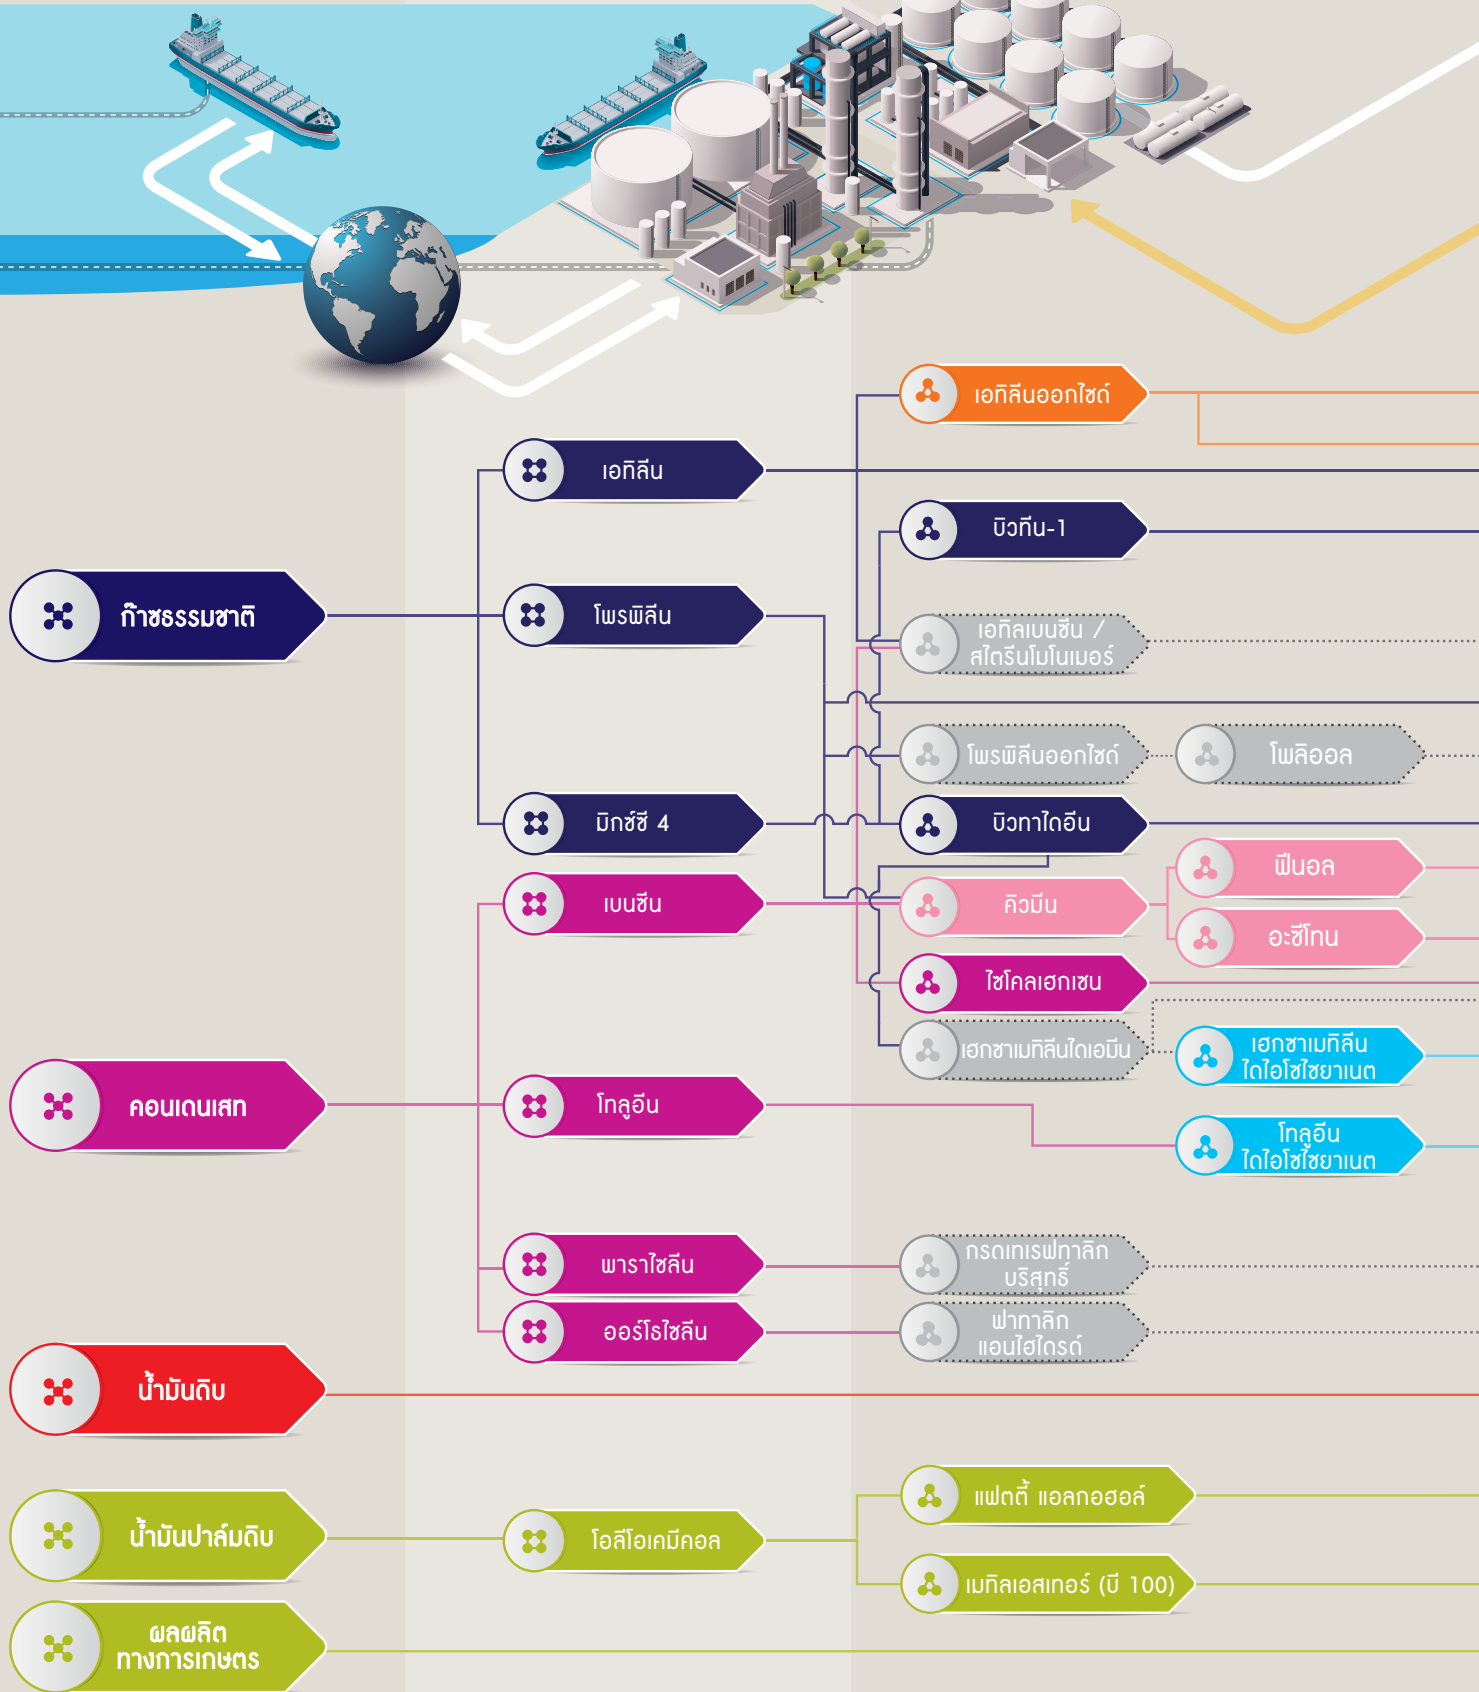 เอทิลีนออกไซด์
เอทิลีน
บิวทีน-1
ก๊าซธรรมชาติ
โพรพิลีน
เอทิลเบนซีน /
สไตรีนโมโนเมอร์
โพรพิลีนออกไซด์
โพลิออล
มิกซ์ซี 4
บิวทาไดอีน
ฟีนอล
เบนซีน
คิวมีน
อะซีโทน
ไซโคลเฮกเซน
เฮกซาเมทิลีนไดเอมีน
เฮกซาเมทิลีน
ไดไอโซไซยาเนต
คอนเดนเสท
โทลูอีน
โทลูอีน
ไดไอโซไซยาเนต
พาราไซลีน
กรดเทเรฟทาลิก
บริสุทธิ์
ออร์โธไซลีน
ฟาทาลิก
แอนไฮไดรด์
น้ำมันดิบ
แฟตตี้ แอลกอฮอล์
น้ำมันปาล์มดิบ
โอลีโอเคมีคอล
เมทิลเอสเทอร์ (บี 100)
ผลผลิต
ทางการเกษตร